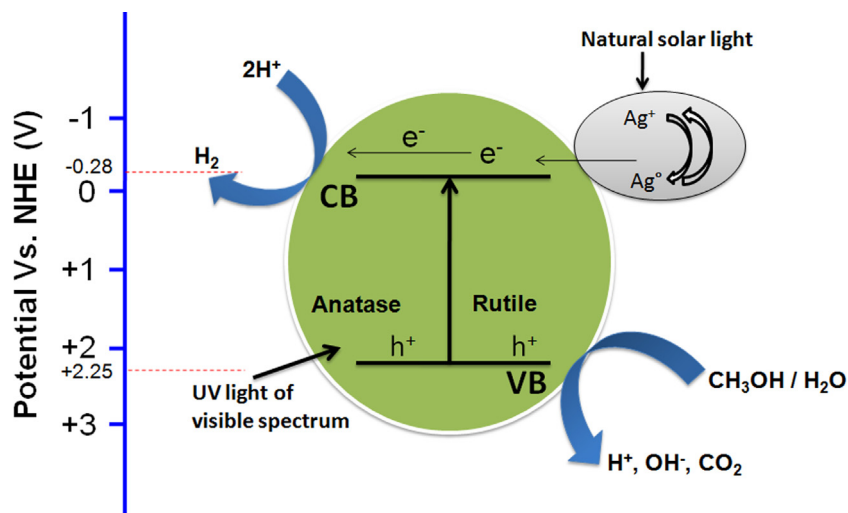 Natural solar light
2H⁺
Ag⁺
-1
e⁻
e⁻
H₂
-0.28
Ag°
0
CB
Potential Vs. NHE (V)
+1
Anatase
Rutile
h⁺
h⁺
+2
+2.25
VB
CH₃OH / H₂O
UV light of
visible spectrum
+3
H⁺, OH⁻, CO₂